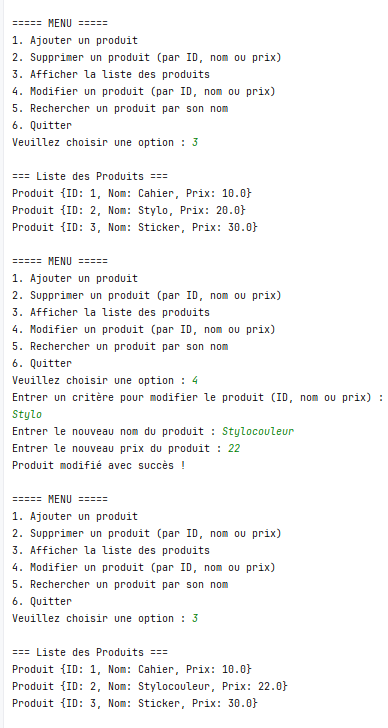 ===== MENU =====
1. Ajouter un produit
2. Supprimer un produit (par ID, nom ou prix)
3. Afficher la liste des produits
4. Modifier un produit (par ID, nom ou prix)
5. Rechercher un produit par son nom
6. Quitter
Veuillez choisir une option : 3
=== Liste des Produits ===
Produit {ID: 1, Nom: Cahier, Prix: 10.0}
Produit {ID: 2, Nom: Stylo, Prix: 20.0}
Produit {ID: 3, Nom: Sticker, Prix: 30.0}
===== MENU =====
1. Ajouter un produit
2. Supprimer un produit (par ID, nom ou prix)
3. Afficher la liste des produits
4. Modifier un produit (par ID, nom ou prix)
5. Rechercher un produit par son nom
6. Quitter
Veuillez choisir une option : 4
Entrer un critère pour modifier le produit (ID, nom ou prix) :
Stylo
Entrer le nouveau nom du produit : Stylocouleur
Entrer le nouveau prix du produit : 22
Produit modifié avec succès !
===== MENU =====
1. Ajouter un produit
2. Supprimer un produit (par ID, nom ou prix)
3. Afficher la liste des produits
4. Modifier un produit (par ID, nom ou prix)
5. Rechercher un produit par son nom
6. Quitter
Veuillez choisir une option : 3
=== Liste des Produits ===
Produit {ID: 1, Nom: Cahier, Prix: 10.0}
Produit {ID: 2, Nom: Stylocouleur, Prix: 22.0}
Produit {ID: 3, Nom: Sticker, Prix: 30.0}